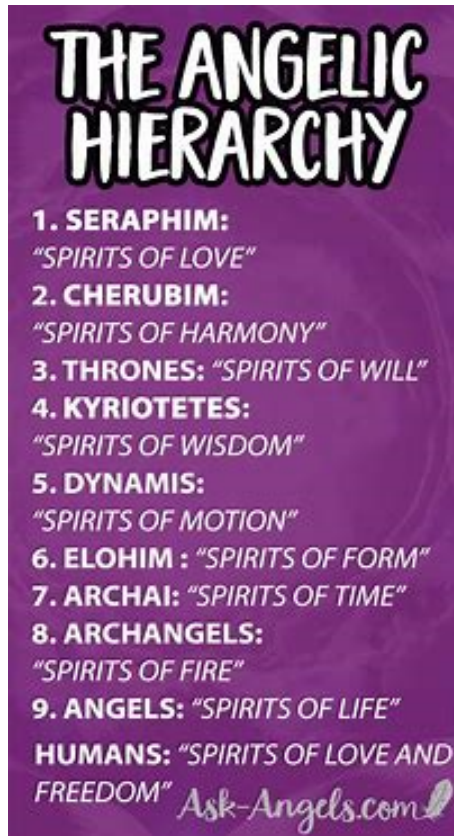 THE ANGELIC
HIERARCHY
1. SERAPHIM:
“SPIRITS OF LOVE”
2. CHERUBIM:
“SPIRITS OF HARMONY”
3. THRONES: “SPIRITS OF WILL”
4. KYRIOTETES:
“SPIRITS OF WISDOM”
5. DYNAMIS:
“SPIRITS OF MOTION”
6. ELOHIM : “SPIRITS OF FORM”
7. ARCHAI: “SPIRITS OF TIME”
8. ARCHANGELS:
“SPIRITS OF FIRE”
9. ANGELS: “SPIRITS OF LIFE”
HUMANS: “SPIRITS OF LOVE AND
FREEDOM”
Ask-Angels.com